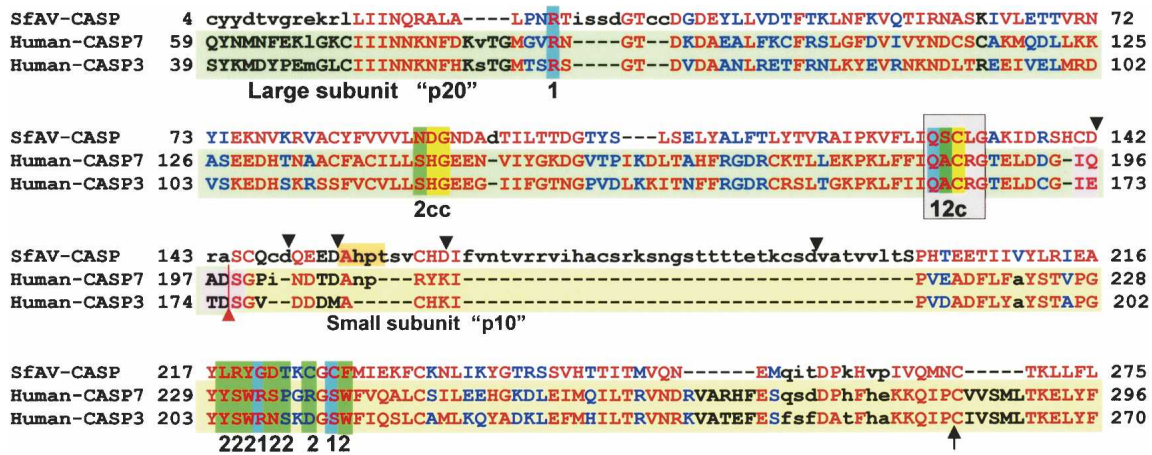 SfAV-CASP 4 cyydtvgrekrlLIINQRALA----LPNRTissdGTccDGDEYLLVDTFTKLNFKVQTIRNASKIVLETTVRN 72
Human-CASP7 59 QYNMNFEKlGKCIIINNKNFDKvTGMGVRN----GT--DKDAEALFKCFRSLGFDVIVYNDCSCAKMQDLLKK 125
Human-CASP3 39 SYKMDYPEmGLCIIINNKNFHKsTGMTSRS----GT--DVDAANLRETFRNLKYEVRNKNDLTREEIVELMRD 102
Large subunit "p20" 1
SfAV-CASP 73 YIEKNVKRVACYFVVVLNDGNDAdTILTTDGTYS---LSELYALFTLYTVRAIPKVFLIQSCLGAKIDRSHCD 142
Human-CASP7 126 ASEEDHTNAACFACILLSHGEEN-VIYGKDGVTPIKDLTAHFRGDRCKTLLEKPKLFFIQACRGTELDDG-IQ 196
Human-CASP3 103 VSKEDHSKRSSFVCVLLSHGEEG-IIFGTNGPVDLKKITNFFRGDRCRSLTGKPKLFIIQACRGTELDCG-IE 173
2cc 12c
SfAV-CASP 143 raSCQcdQEEDAhptsvCHDIfvntvrrvihacsrksngstttetkcsdvatvvltSPHTEETIIVYLRIEA 216
Human-CASP7 197 ADSGPi-NDTDAnp---RYKI-----------------------------------PVEADFLFaYSTVPG 228
Human-CASP3 174 TDSGV--DDDMA-----CHKI-----------------------------------PVDADFLYaYSTAPG 202
Small subunit "p10"
SfAV-CASP 217 YLRYGDTKCGCFMIEKFCKNLIKYGTRSSVHTTITMVQN------EMqitDPkHvpIVQMNC-----TKLLFL 275
Human-CASP7 229 YYSWRSPGRGSWFVQALCSILEEHGKDLEIMQILTRVNDRVARHFESqsdDPhFheKKQIPCVVSMLTKELYF 296
Human-CASP3 203 YYSWRNSKDGSWFIQSLCAMLKQYADKLEFMHILTRVNRKVATEFESfsfDAtFhaKKQIPCIVSMLTKELYF 270
222122 2 12